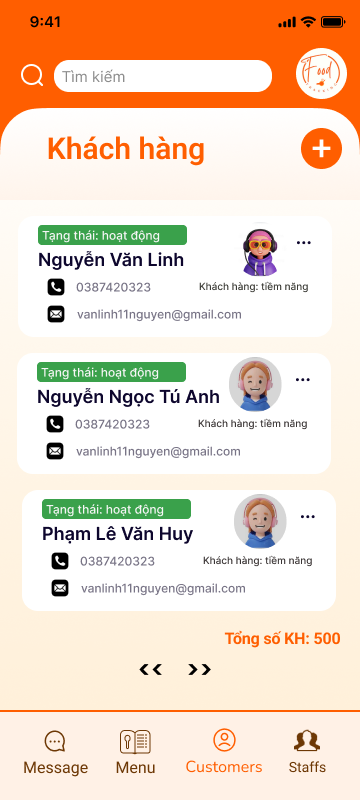 9:41
Tìm kiếm
Food
Khách hàng
Tạng thái: hoạt động
Nguyễn Văn Linh
0387420323
Khách hàng: tiềm năng
vanlinh11nguyen@gmail.com
Tạng thái: hoạt động
Nguyễn Ngọc Tú Anh
0387420323
Khách hàng: tiềm năng
vanlinh11nguyen@gmail.com
Tạng thái: hoạt động
Phạm Lê Văn Huy
0387420323
Khách hàng: tiềm năng
vanlinh11nguyen@gmail.com
Tổng số KH: 500
<< >>
Message Menu Customers Staffs